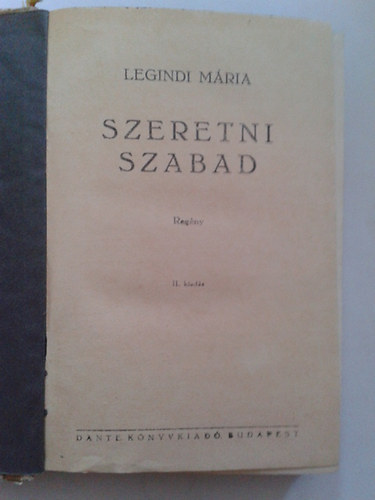 LEGINDI MÁRIA
SZERETNI
SZABAD
Regény
II. kiadás
DANTE KÖNYVKIADÓ BUDAPEST